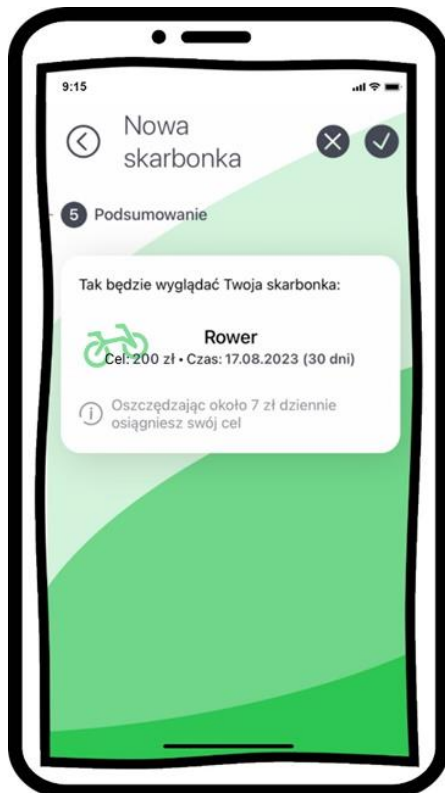 9:15
Nowa
skarbonka
5 Podsumowanie
Tak będzie wyglądać Twoja skarbonka:
Rower
Cel: 200 zł • Czas: 17.08.2023 (30 dni)
Oszczędzając około 7 zł dziennie
osiągniesz swój cel